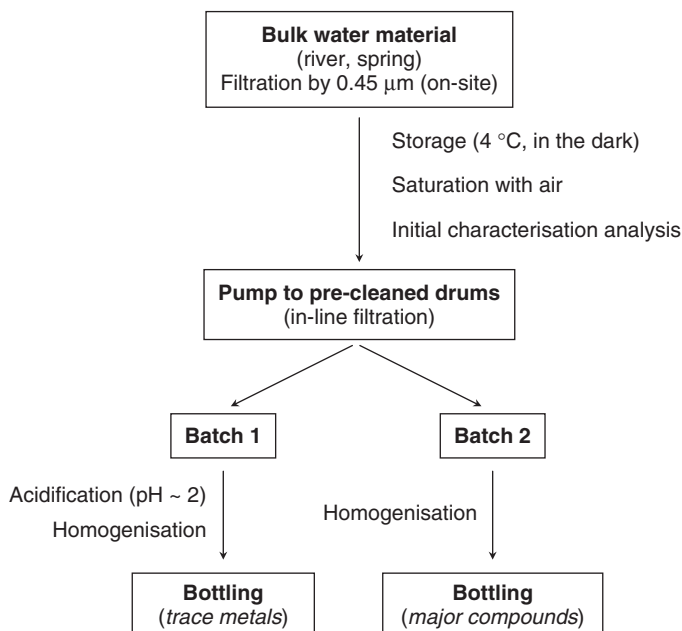 Bulk water material
(river, spring)
Filtration by 0.45 μm (on-site)
Storage (4 °C, in the dark)
Saturation with air
Initial characterisation analysis
Pump to pre-cleaned drums
(in-line filtration)
Batch 1
Batch 2
Acidification (pH ~ 2)
Homogenisation
Homogenisation
Bottling
(trace metals)
Bottling
(major compounds)